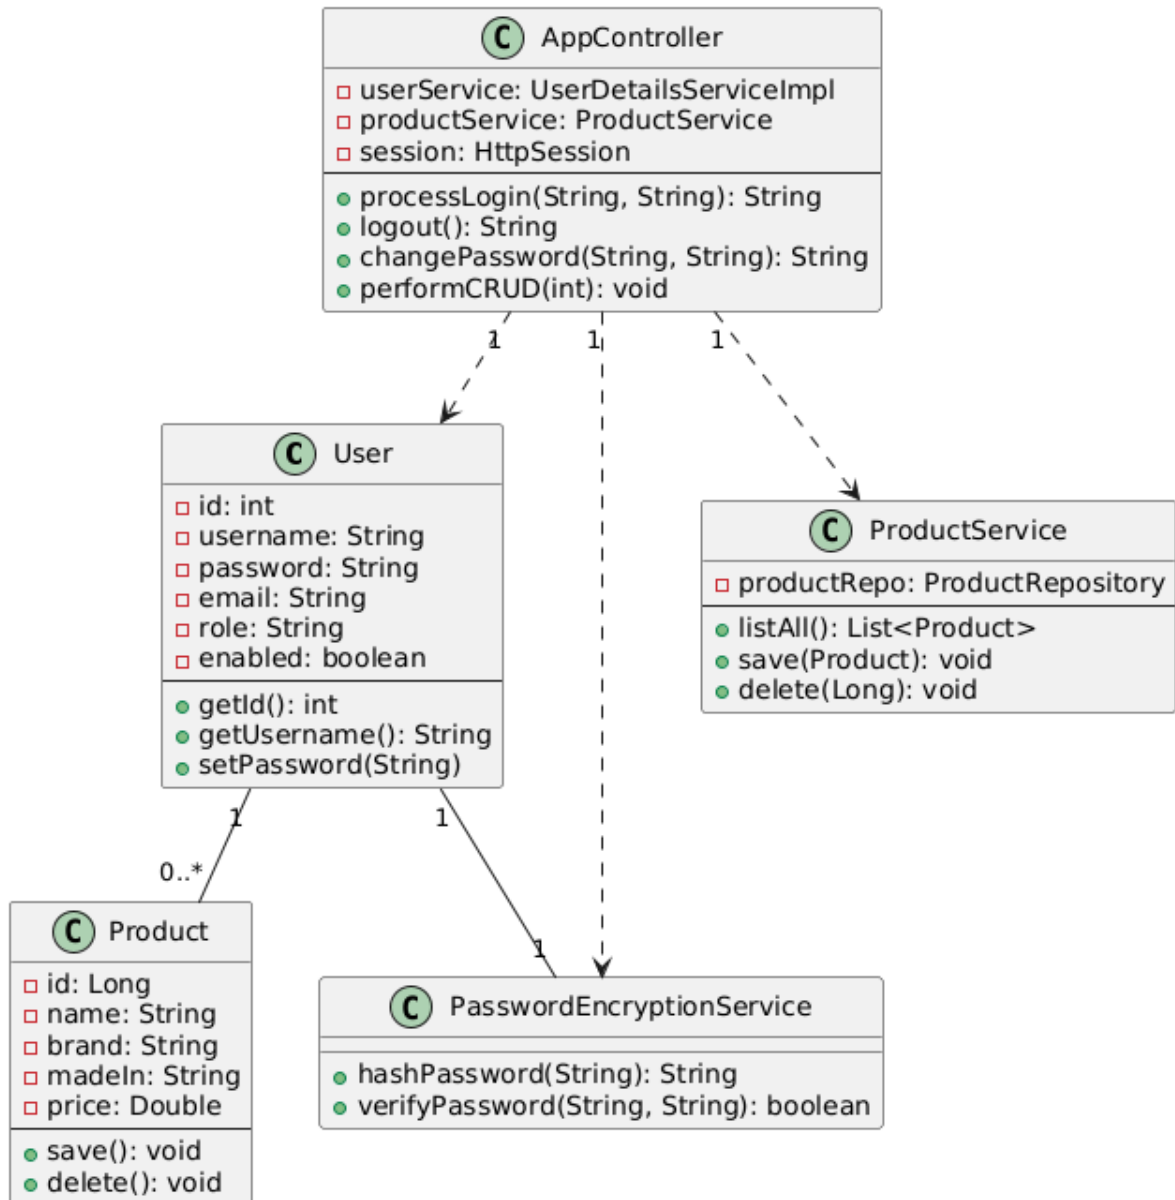 C AppController
userService: UserDetailsServiceImpl
productService: ProductService
session: HttpSession
processLogin(String, String): String
logout(): String
changePassword(String, String): String
performCRUD(int): void
1
1
1
C User
id: int
username: String
password: String
email: String
role: String
enabled: boolean
getId(): int
getUsername(): String
setPassword(String)
C ProductService
productRepo: ProductRepository
listAll(): List<Product>
save(Product): void
delete(Long): void
1
1
0..*
1
C Product
id: Long
name: String
brand: String
madeIn: String
price: Double
save(): void
delete(): void
C PasswordEncryptionService
hashPassword(String): String
verifyPassword(String, String): boolean